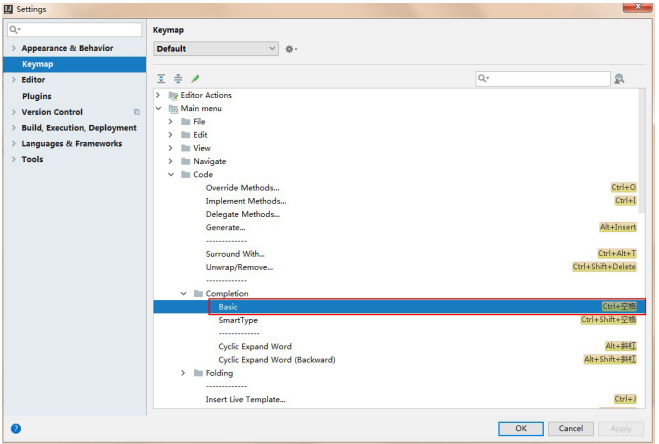 Settings
Keymap
Appearance & Behavior
Keymap
Editor
Plugins
Version Control
Build, Execution, Deployment
Languages & Frameworks
Tools
Default
Editor Actions
Main menu
File
Edit
View
Navigate
Code
Override Methods... Ctrl+O
Implement Methods... Ctrl+I
Delegate Methods...
Generate... Alt+Insert
-------------
Surround With... Ctrl+Alt+T
Unwrap/Remove... Ctrl+Shift+Delete
-------------
Completion
Basic Ctrl+空格
SmartType Ctrl+Shift+空格
-------------
Cyclic Expand Word Alt+斜杠
Cyclic Expand Word (Backward) Alt+Shift+斜杠
Folding
-------------
Insert Live Template... Ctrl+J
? OK Cancel Apply